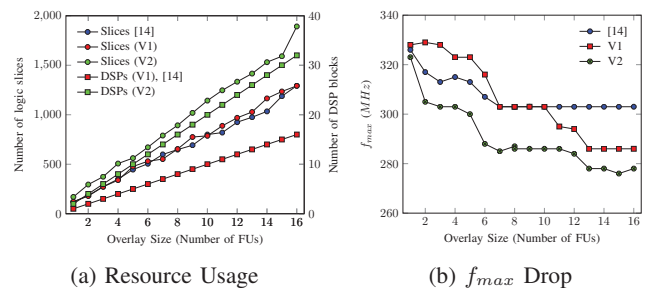 Slices [14]
Slices (V1)
Slices (V2)
DSPs (V1), [14]
DSPs (V2)
Number of logic slices
2,000
1,500
1,000
500
0
Number of DSP blocks
40
30
20
10
0
2 4 6 8 10 12 14 16
Overlay Size (Number of FUs)
(a) Resource Usage
[14]
V1
V2
f_max (MHz)
340
320
300
280
260
2 4 6 8 10 12 14 16
Overlay Size (Number of FUs)
(b) f_max Drop